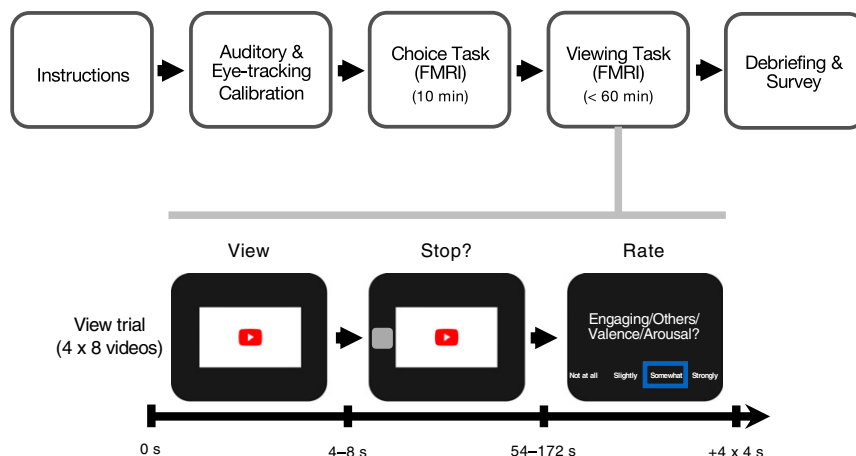 Instructions
Auditory &
Eye-tracking
Calibration
Choice Task
(FMRI)
(10 min)
Viewing Task
(FMRI)
(< 60 min)
Debriefing &
Survey
View
Stop?
Rate
View trial
(4 x 8 videos)
Engaging/Others/
Valence/Arousal?
Not at all Slightly Somewhat Strongly
0 s 4–8 s 54–172 s +4 x 4 s